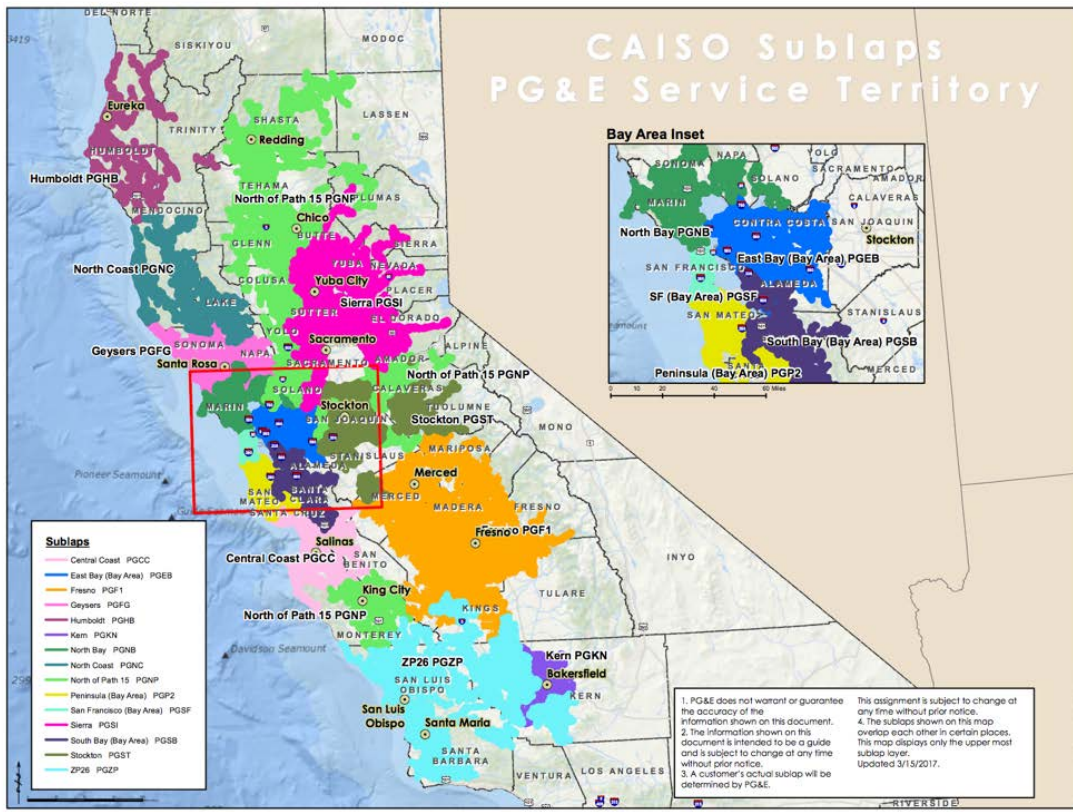 CAISO Sublaps
PG&E Service Territory
DEL NORTE
SISKIYOU
MODOC
Eureka
TRINITY
SHASTA
LASSEN
Redding
HUMBOLDT
Humboldt PGHB
TEHAMA
PLUMAS
North of Path 15 PGNP
MENDOCINO
Chico
BUTTE
GLENN
SIERRA
North Coast PGNC
YUBA
NEVADA
COLUSA
Yuba City
PLACER
LAKE
Sierra PGSI
SUTTER
EL DORADO
YOLO
Sacramento
SONOMA
NAPA
Geysers PGFG
ALPINE
SACRAMENTO
AMADOR
Santa Rosa
North of Path 15 PGNP
SOLANO
CALAVERAS
MARIN
Stockton
TUOLUMNE
SAN JOAQUIN
Stockton PGST
MONO
MARIPOSA
STANISLAUS
ALAMEDA
Merced
Pioneer Seamount
SANTA
CLARA
SAN
MATEO
MERCED
MADERA
FRESNO
SANTA CRUZ
Fresno
PGF1
Salinas
Central Coast PGCC
SAN
BENITO
INYO
King City
TULARE
North of Path 15 PGNP
KINGS
MONTEREY
Davidson Seamount
ZP26 PGZP
Kern PGKN
SAN LUIS
OBISPO
Bakersfield
KERN
San Luis
Obispo
Santa Maria
SANTA
BARBARA
VENTURA
LOS ANGELES
RIVERSIDE
Bay Area Inset
SONOMA
NAPA
YOLO
SOLANO
SACRAMENTO
AMADOR
MARIN
CALAVERAS
CONTRA COSTA
SAN JOAQUIN
North Bay PGNB
Stockton
East Bay (Bay Area) PGEB
SAN FRANCISCO
ALAMEDA
SF (Bay Area) PGSF
STANISLAUS
SAN MATEO
South Bay (Bay Area) PGSB
SANTA
MERCED
Peninsula (Bay Area) PGP2
0 10 20 40 60 Miles
Sublaps
Central Coast PGCC
East Bay (Bay Area) PGEB
Fresno PGF1
Geysers PGFG
Humboldt PGHB
Kern PGKN
North Bay PGNB
North Coast PGNC
North of Path 15 PGNP
Peninsula (Bay Area) PGP2
San Francisco (Bay Area) PGSF
Sierra PGSI
South Bay (Bay Area) PGSB
Stockton PGST
ZP26 PGZP
1. PG&E does not warrant or guarantee
the accuracy of the
information shown on this document.
2. The information shown on this
document is intended to be a guide
and is subject to change at any time
without prior notice.
3. A customer's actual sublap will be
determined by PG&E.
This assignment is subject to change at
any time without prior notice.
4. The sublaps shown on this map
overlap each other in certain places.
This map displays only the upper most
sublap layer.
Updated 3/15/2017.